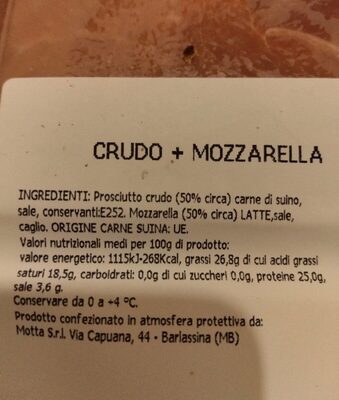 CRUDO + MOZZARELLA
INGREDIENTI: Prosciutto crudo (50% circa) carne di suino,
sale, conservanti:E252. Mozzarella (50% circa) LATTE,sale,
caglio. ORIGINE CARNE SUINA: UE.
Valori nutrizionali medi per 100g di prodotto:
valore energetico: 1115kJ-268Kcal, grassi 26,8g di cui acidi grassi
saturi 18,5g, carboidrati: 0,0g di cui zuccheri 0,0g, proteine 25,0g,
sale 3,6 g.
Conservare da 0 a +4 °C.
Prodotto confezionato in atmosfera protettiva da:
Motta S.r.l. Via Capuana, 44 - Barlassina (MB)